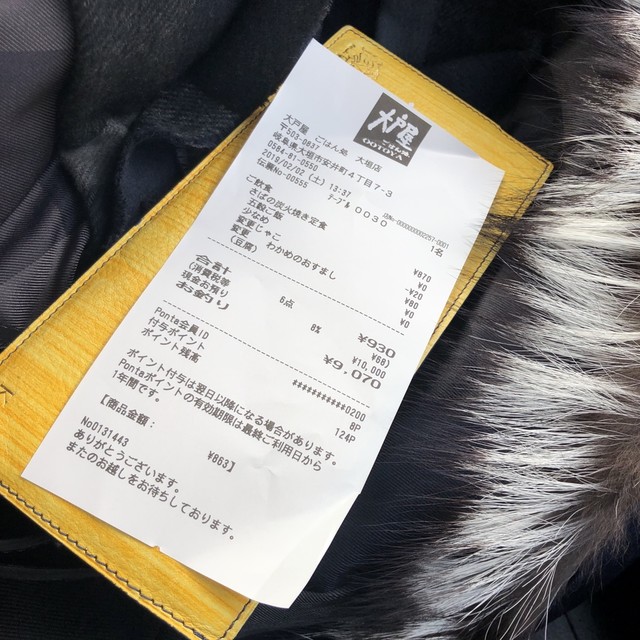 大戸屋
OOTOYA
大戸屋 ごはん処 大垣店
〒503-0837
岐阜県大垣市安井町4丁目7-3
0584-81-0550
2019/02/02(土) 13:37
伝票No-00555 テーブル 0030 1名
ご飲食
さばの炭火焼き定食 ¥870
五穀ご飯 ¥0
少なめ -¥20
変更じゃこ ¥80
変更 わかめのおすまし ¥0
(豆腐) ¥0
合計 6点 ¥930
(消費税等 8% ¥68)
現金お預り ¥10,000
お釣り ¥9,070
Ponta会員ID ***********0200
付与ポイント 8P
ポイント残高 124P
ポイント付与は翌日以降になる場合があります。
Pontaポイントの有効期限は最終ご利用日から
1年間です。
【商品金額: ¥863】
No0131443
ありがとうございます。
またのお越しをお待ちしております。